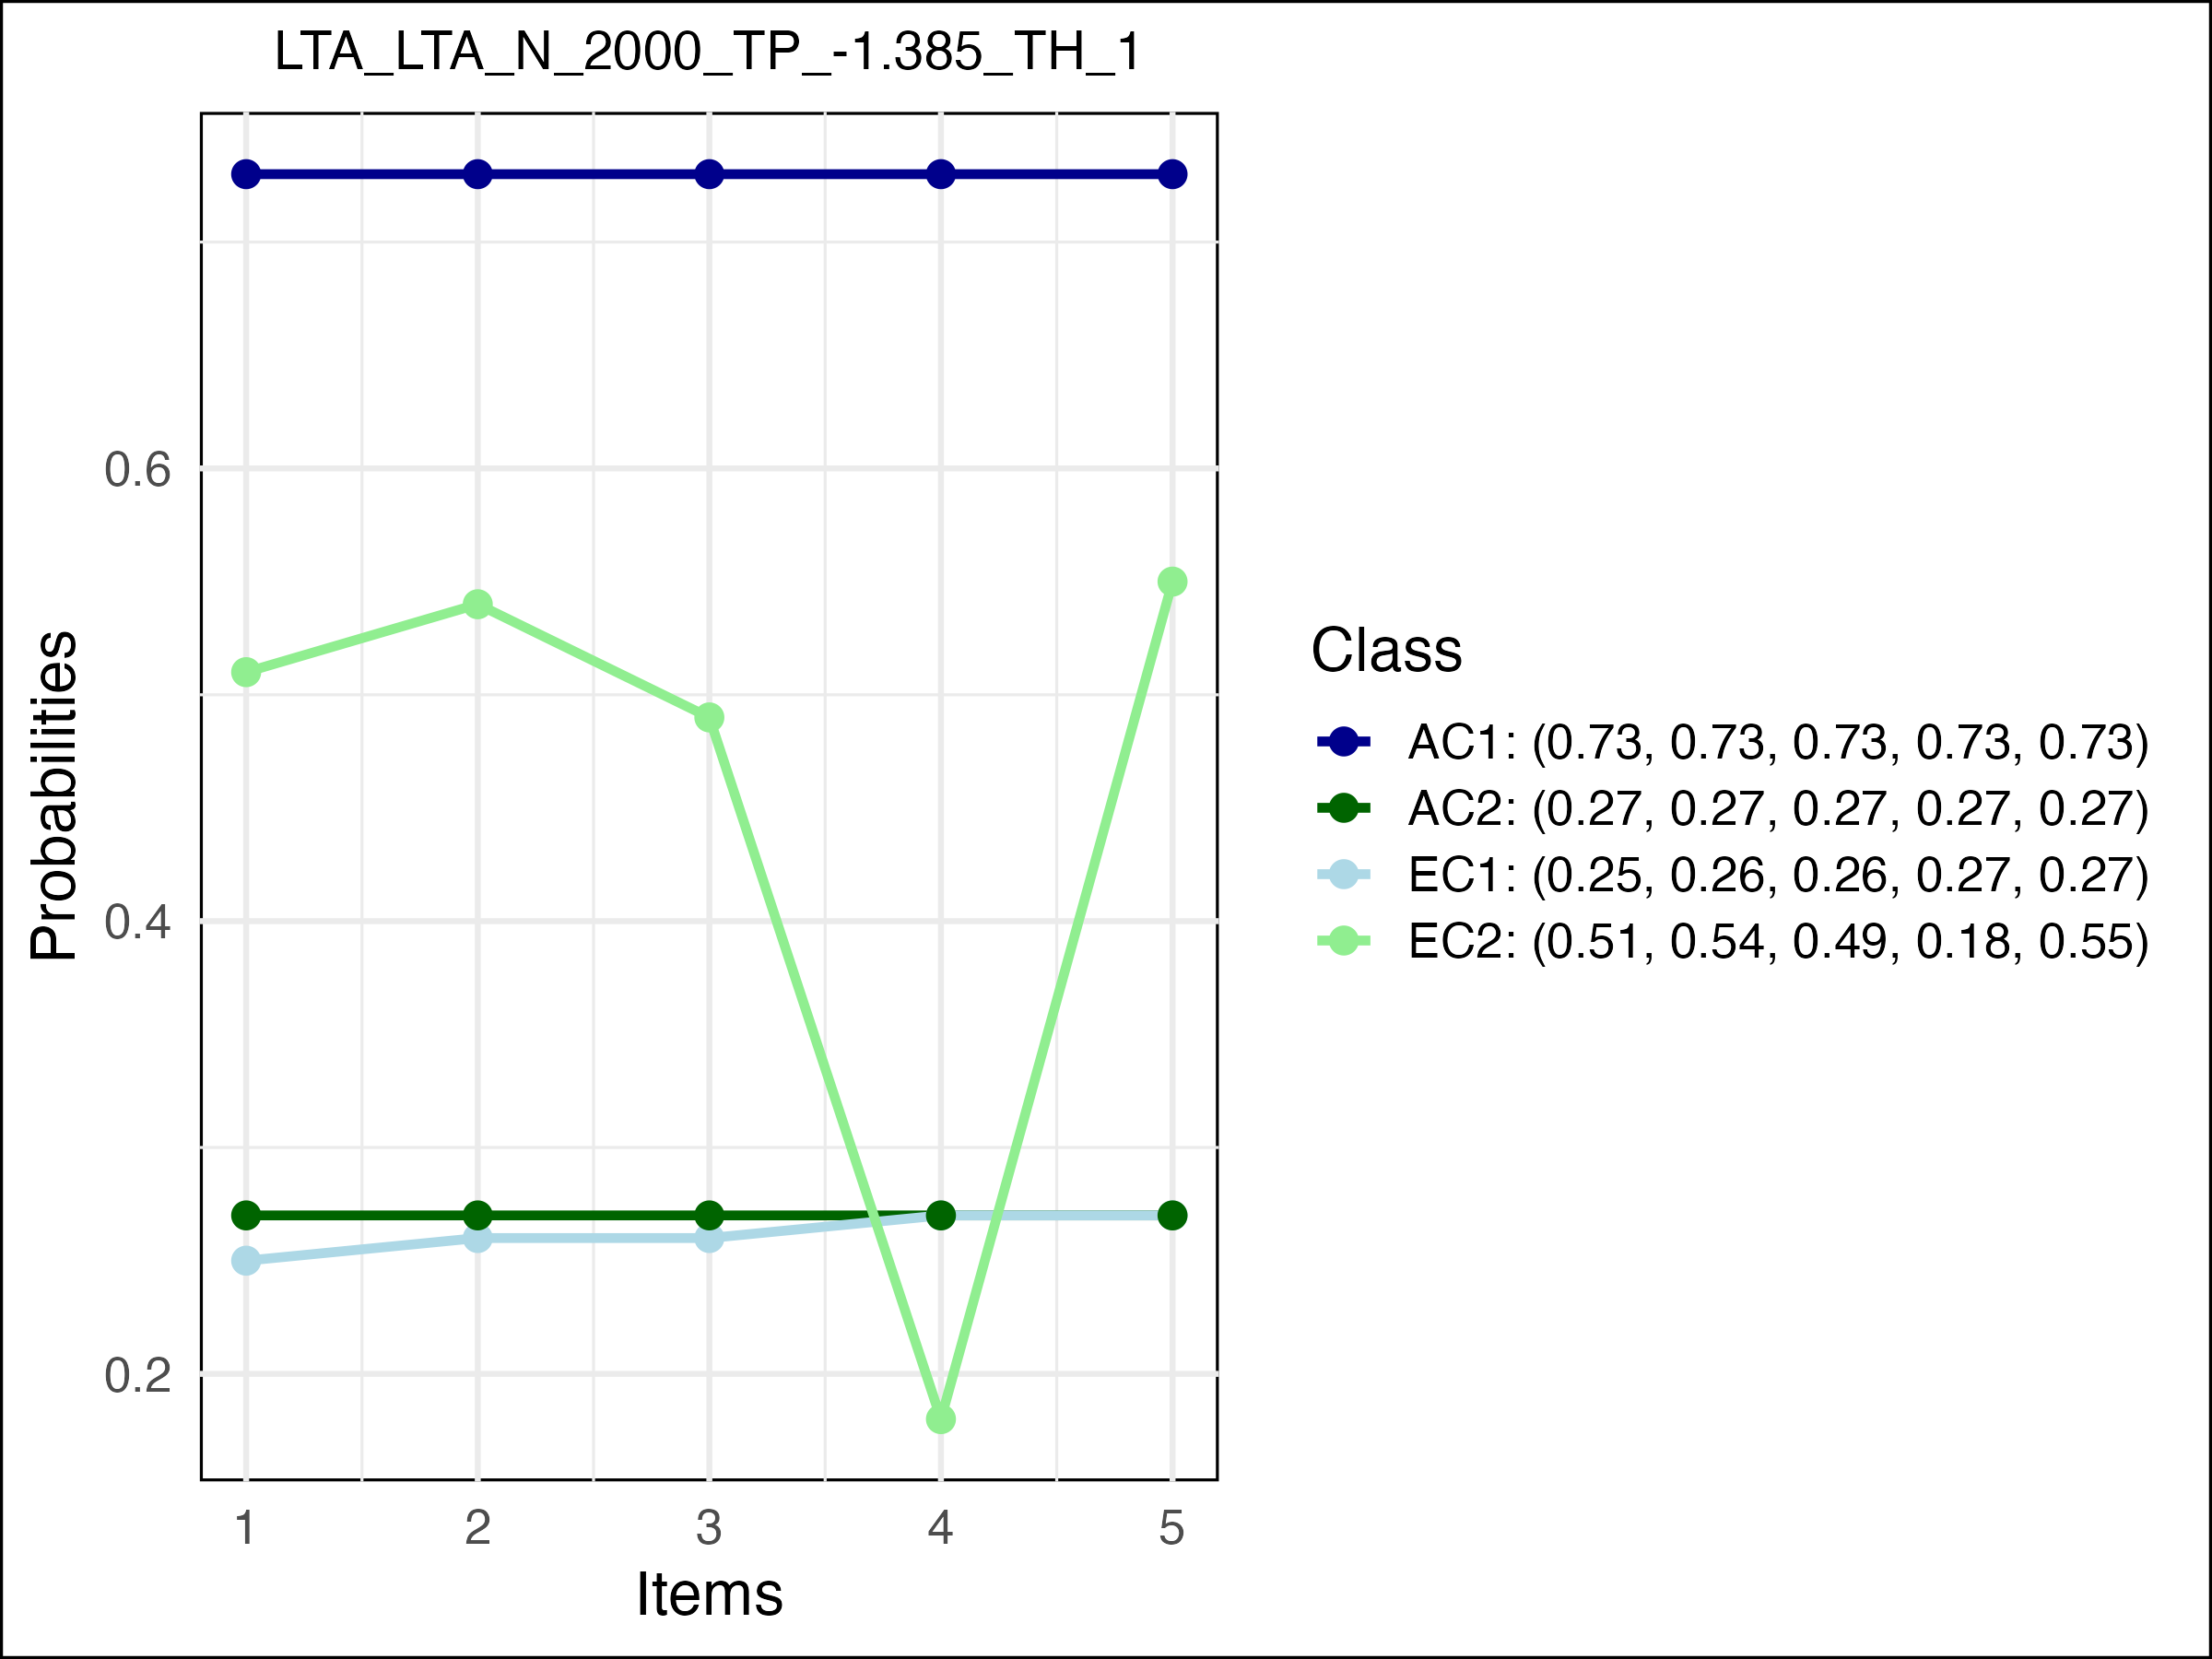 LTA_LTA_N_2000_TP_-1.385_TH_1
Probabilities
0.6
0.4
0.2
1 2 3 4 5
Items
Class
AC1: (0.73, 0.73, 0.73, 0.73, 0.73)
AC2: (0.27, 0.27, 0.27, 0.27, 0.27)
EC1: (0.25, 0.26, 0.26, 0.27, 0.27)
EC2: (0.51, 0.54, 0.49, 0.18, 0.55)